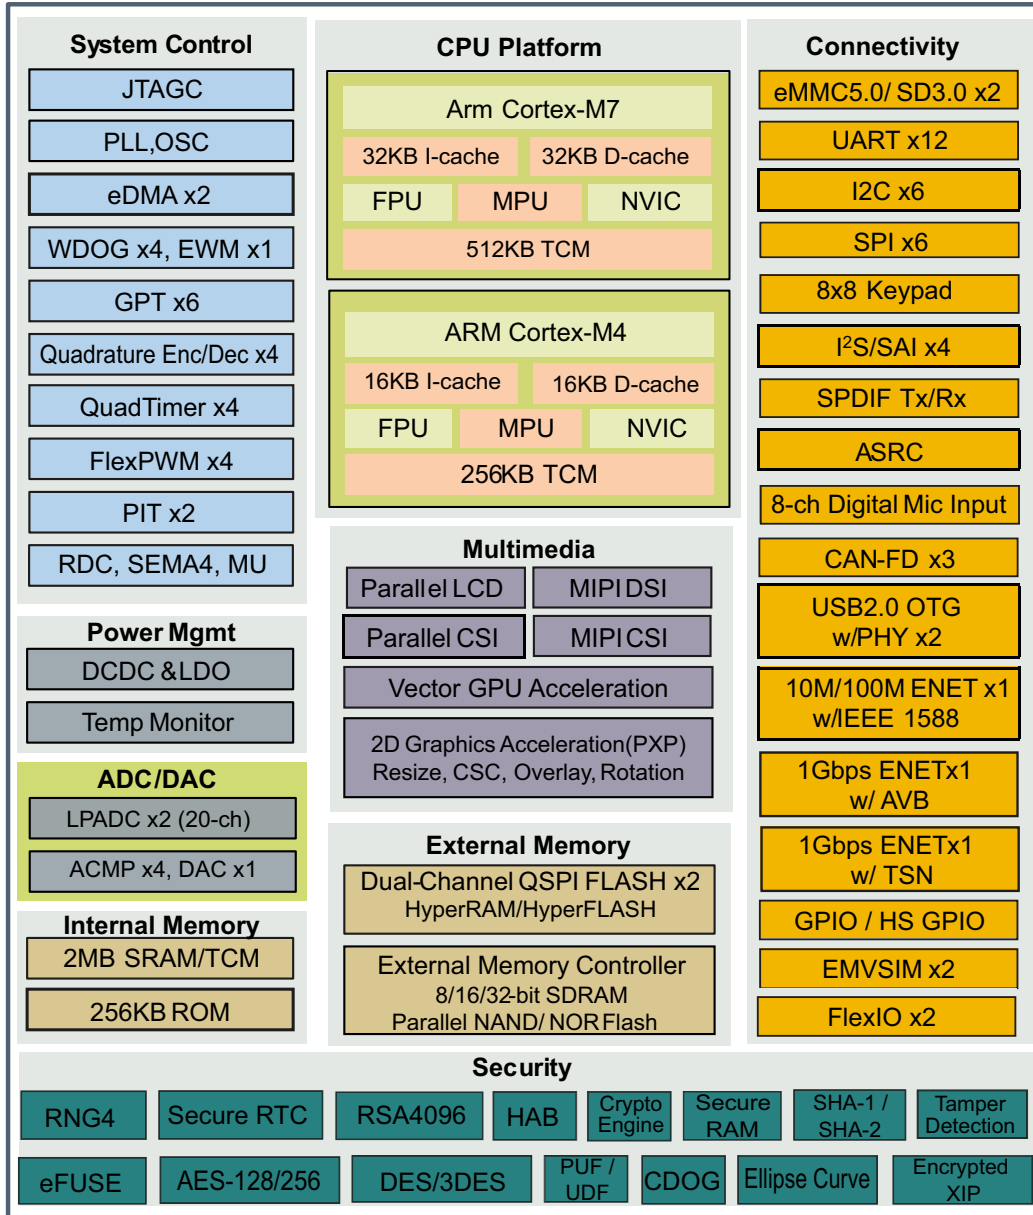 System Control
JTAGC
PLL,OSC
eDMA x2
WDOG x4, EWM x1
GPT x6
Quadrature Enc/Dec x4
QuadTimer x4
FlexPWM x4
PIT x2
RDC, SEMA4, MU
Power Mgmt
DCDC &LDO
Temp Monitor
ADC/DAC
LPADC x2 (20-ch)
ACMP x4, DAC x1
Internal Memory
2MB SRAM/TCM
256KB ROM
CPU Platform
Arm Cortex-M7
32KB I-cache
32KB D-cache
FPU
MPU
NVIC
512KB TCM
ARM Cortex-M4
16KB I-cache
16KB D-cache
FPU
MPU
NVIC
256KB TCM
Multimedia
Parallel LCD
MIPI DSI
Parallel CSI
MIPI CSI
Vector GPU Acceleration
2D Graphics Acceleration(PXP)
Resize, CSC, Overlay, Rotation
External Memory
Dual-Channel QSPI FLASH x2
HyperRAM/HyperFLASH
External Memory Controller
8/16/32-bit SDRAM
Parallel NAND/ NOR Flash
Connectivity
eMMC5.0/ SD3.0 x2
UART x12
I2C x6
SPI x6
8x8 Keypad
I²S/SAI x4
SPDIF Tx/Rx
ASRC
8-ch Digital Mic Input
CAN-FD x3
USB2.0 OTG
w/PHY x2
10M/100M ENET x1
w/IEEE 1588
1Gbps ENETx1
w/ AVB
1Gbps ENETx1
w/ TSN
GPIO / HS GPIO
EMVSIM x2
FlexIO x2
Security
RNG4
Secure RTC
RSA4096
HAB
Crypto
Engine
Secure
RAM
SHA-1 /
SHA-2
Tamper
Detection
eFUSE
AES-128/256
DES/3DES
PUF /
UDF
CDOG
Ellipse Curve
Encrypted
XIP